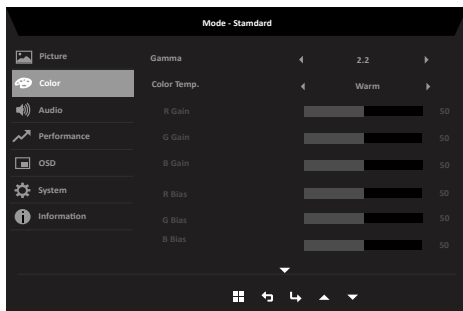 Mode - Standard
Picture
Color
Audio
Performance
OSD
System
Information
Gamma 2.2
Color Temp. Warm
R Gain 50
G Gain 50
B Gain 50
R Bias 50
G Bias 50
B Bias 50